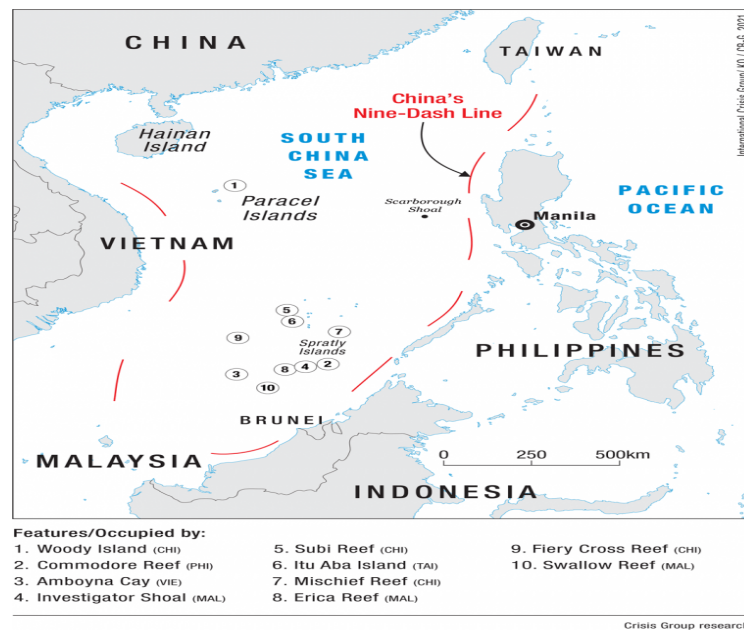 CHINA
TAIWAN
China's
Nine-Dash Line
Hainan
Island
SOUTH
CHINA
SEA
1
Paracel
Islands
Scarborough
Shoal
PACIFIC
OCEAN
Manila
VIETNAM
5
6
7
9
Spratly
Islands
8
4
2
3
10
PHILIPPINES
BRUNEI
MALAYSIA
0 250 500km
INDONESIA
Features/Occupied by:
1. Woody Island (CHI)
2. Commodore Reef (PHI)
3. Amboyna Cay (VIE)
4. Investigator Shoal (MAL)
5. Subi Reef (CHI)
6. Itu Aba Island (TAI)
7. Mischief Reef (CHI)
8. Erica Reef (MAL)
9. Fiery Cross Reef (CHI)
10. Swallow Reef (MAL)
Crisis Group research
International Crisis Group/